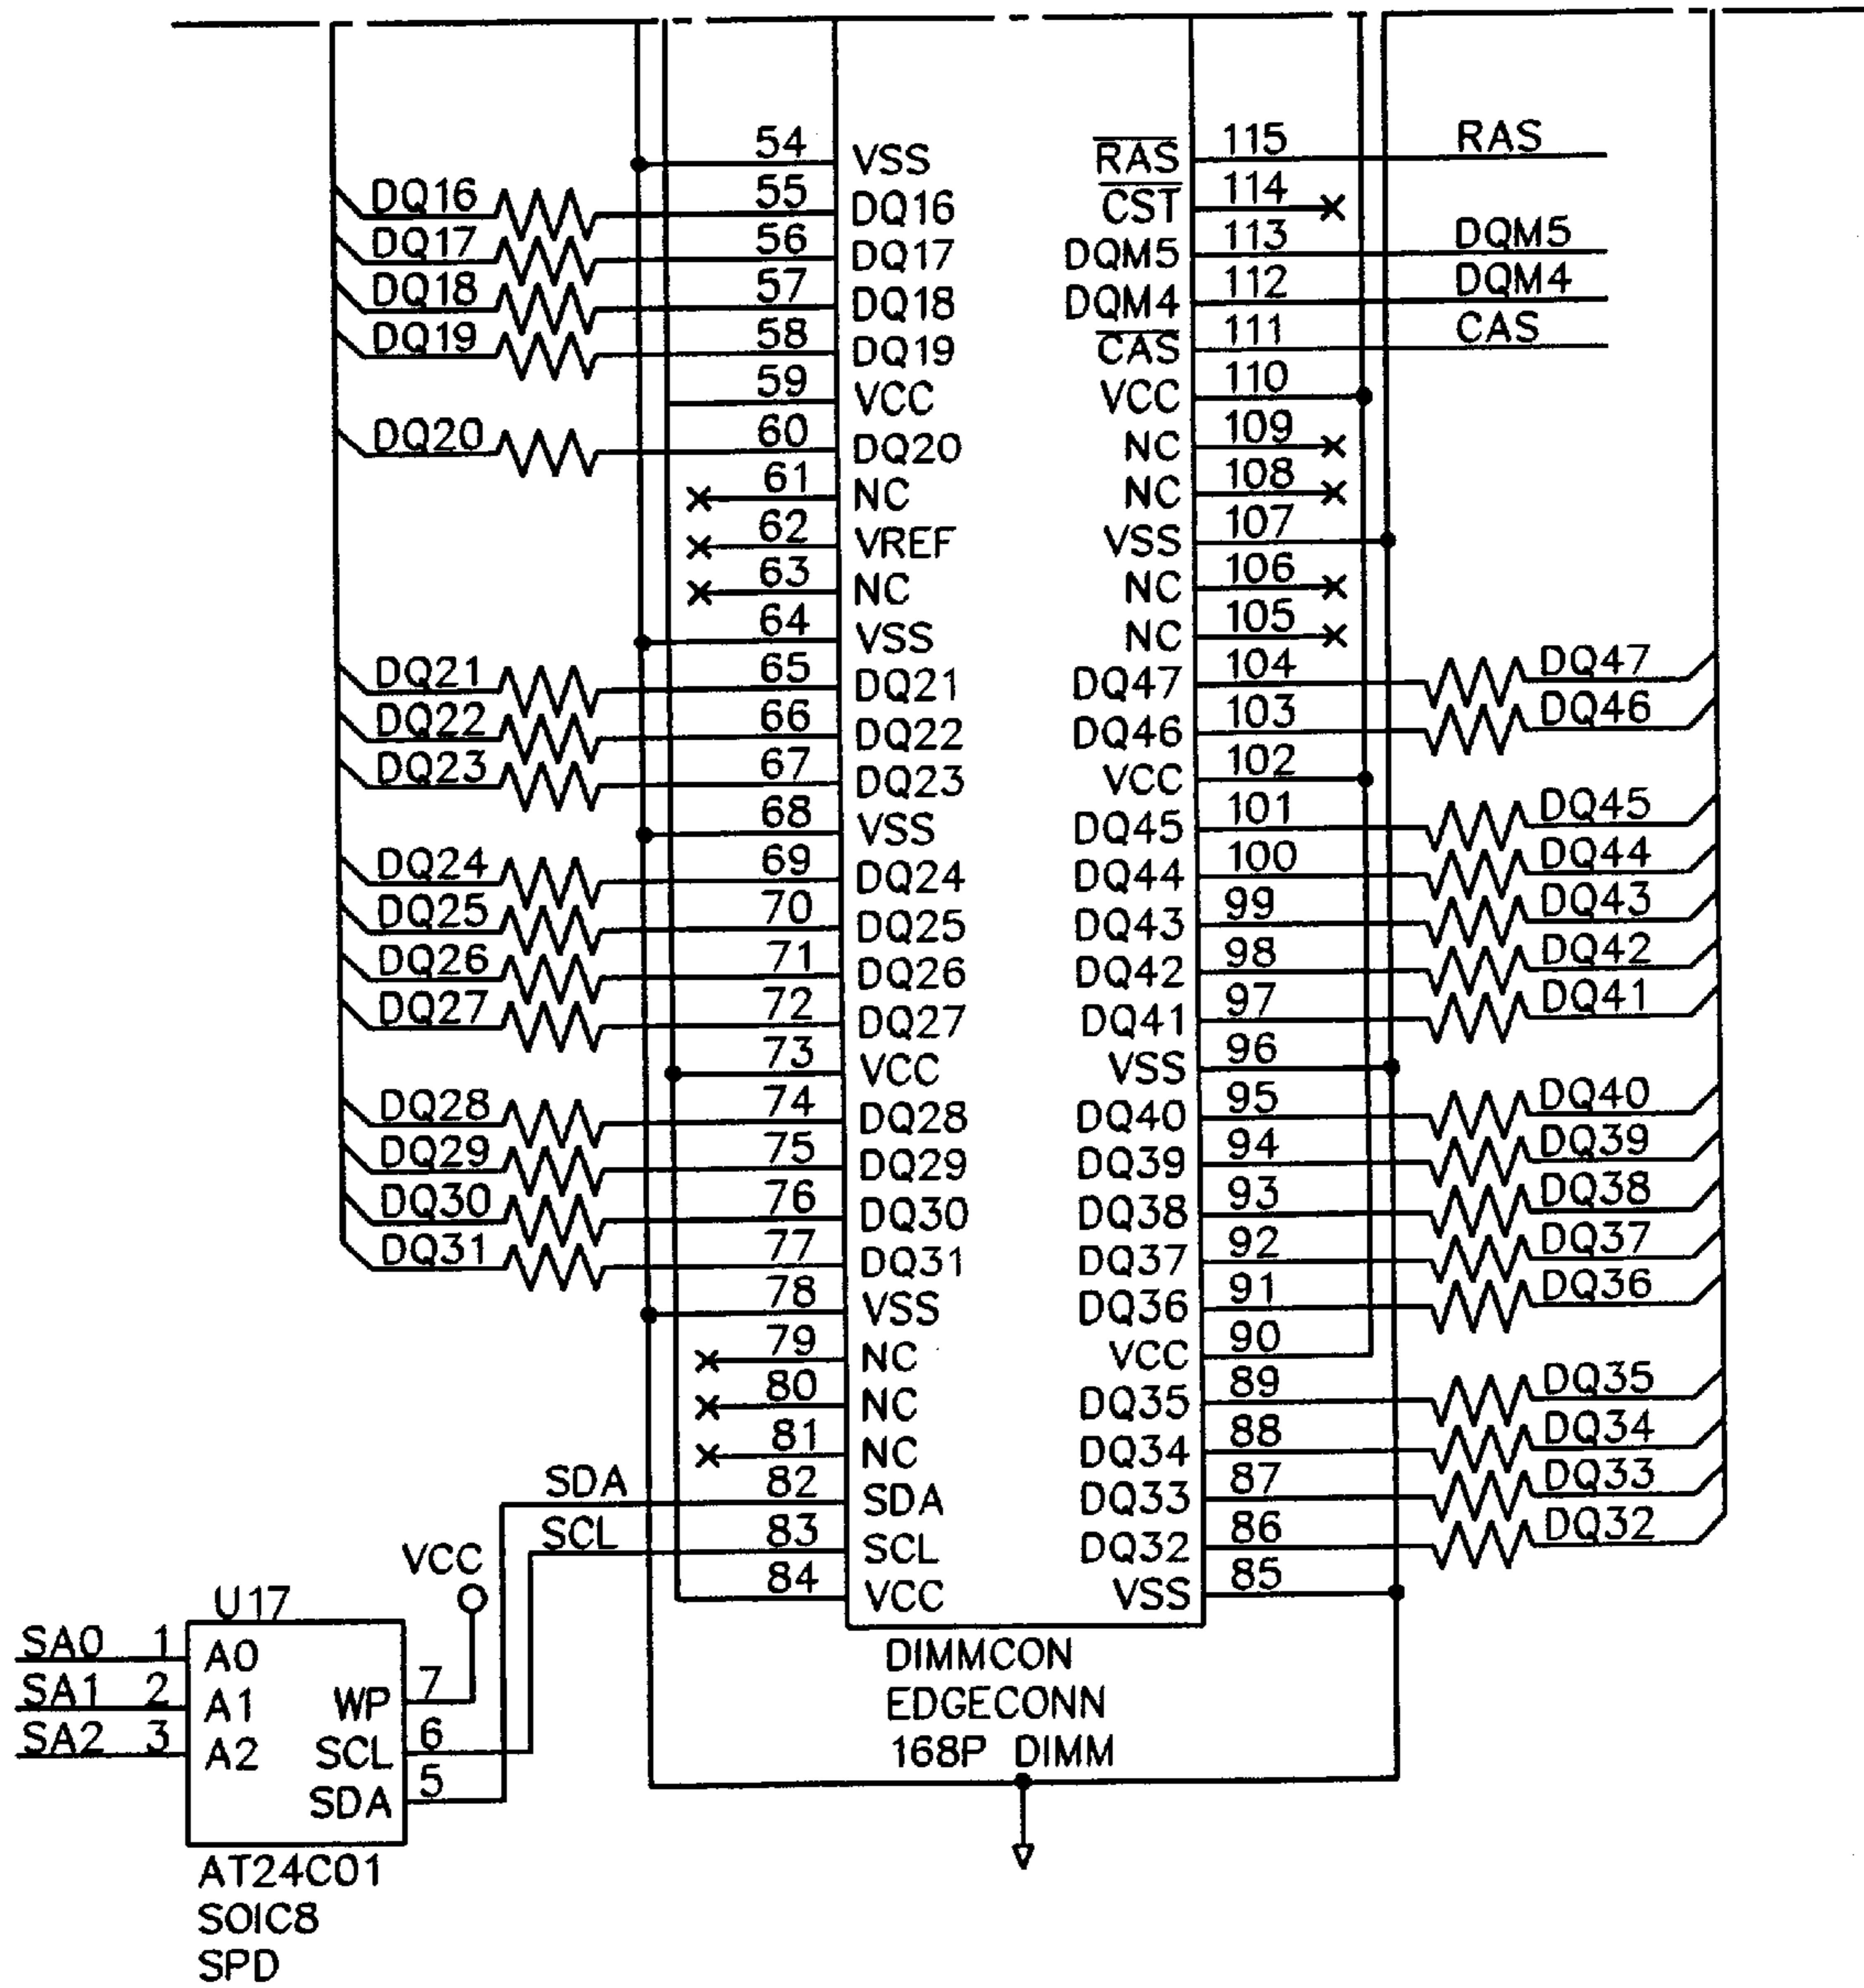 54 VSS
DQ16 55 DQ16
DQ17 56 DQ17
DQ18 57 DQ18
DQ19 58 DQ19
59 VCC
DQ20 60 DQ20
61 NC
62 VREF
63 NC
64 VSS
DQ21 65 DQ21
DQ22 66 DQ22
DQ23 67 DQ23
68 VSS
DQ24 69 DQ24
DQ25 70 DQ25
DQ26 71 DQ26
DQ27 72 DQ27
73 VCC
DQ28 74 DQ28
DQ29 75 DQ29
DQ30 76 DQ30
DQ31 77 DQ31
78 VSS
79 NC
80 NC
81 NC
SDA 82 SDA
SCL 83 SCL
84 VCC
RAS 115 RAS
CST 114
DQM5 113 DQM5
DQM4 112 DQM4
CAS 111 CAS
VCC 110
NC 109
NC 108
VSS 107
NC 106
NC 105
DQ47 104 DQ47
DQ46 103 DQ46
VCC 102
DQ45 101 DQ45
DQ44 100 DQ44
DQ43 99 DQ43
DQ42 98 DQ42
DQ41 97 DQ41
VSS 96
DQ40 95 DQ40
DQ39 94 DQ39
DQ38 93 DQ38
DQ37 92 DQ37
DQ36 91 DQ36
VCC 90
DQ35 89 DQ35
DQ34 88 DQ34
DQ33 87 DQ33
DQ32 86 DQ32
VSS 85
DIMMCON
EDGECONN
168P DIMM
VCC
U17
SA0 1 A0
SA1 2 A1
SA2 3 A2
WP 7
SCL 6
SDA 5
AT24C01
SOIC8
SPD